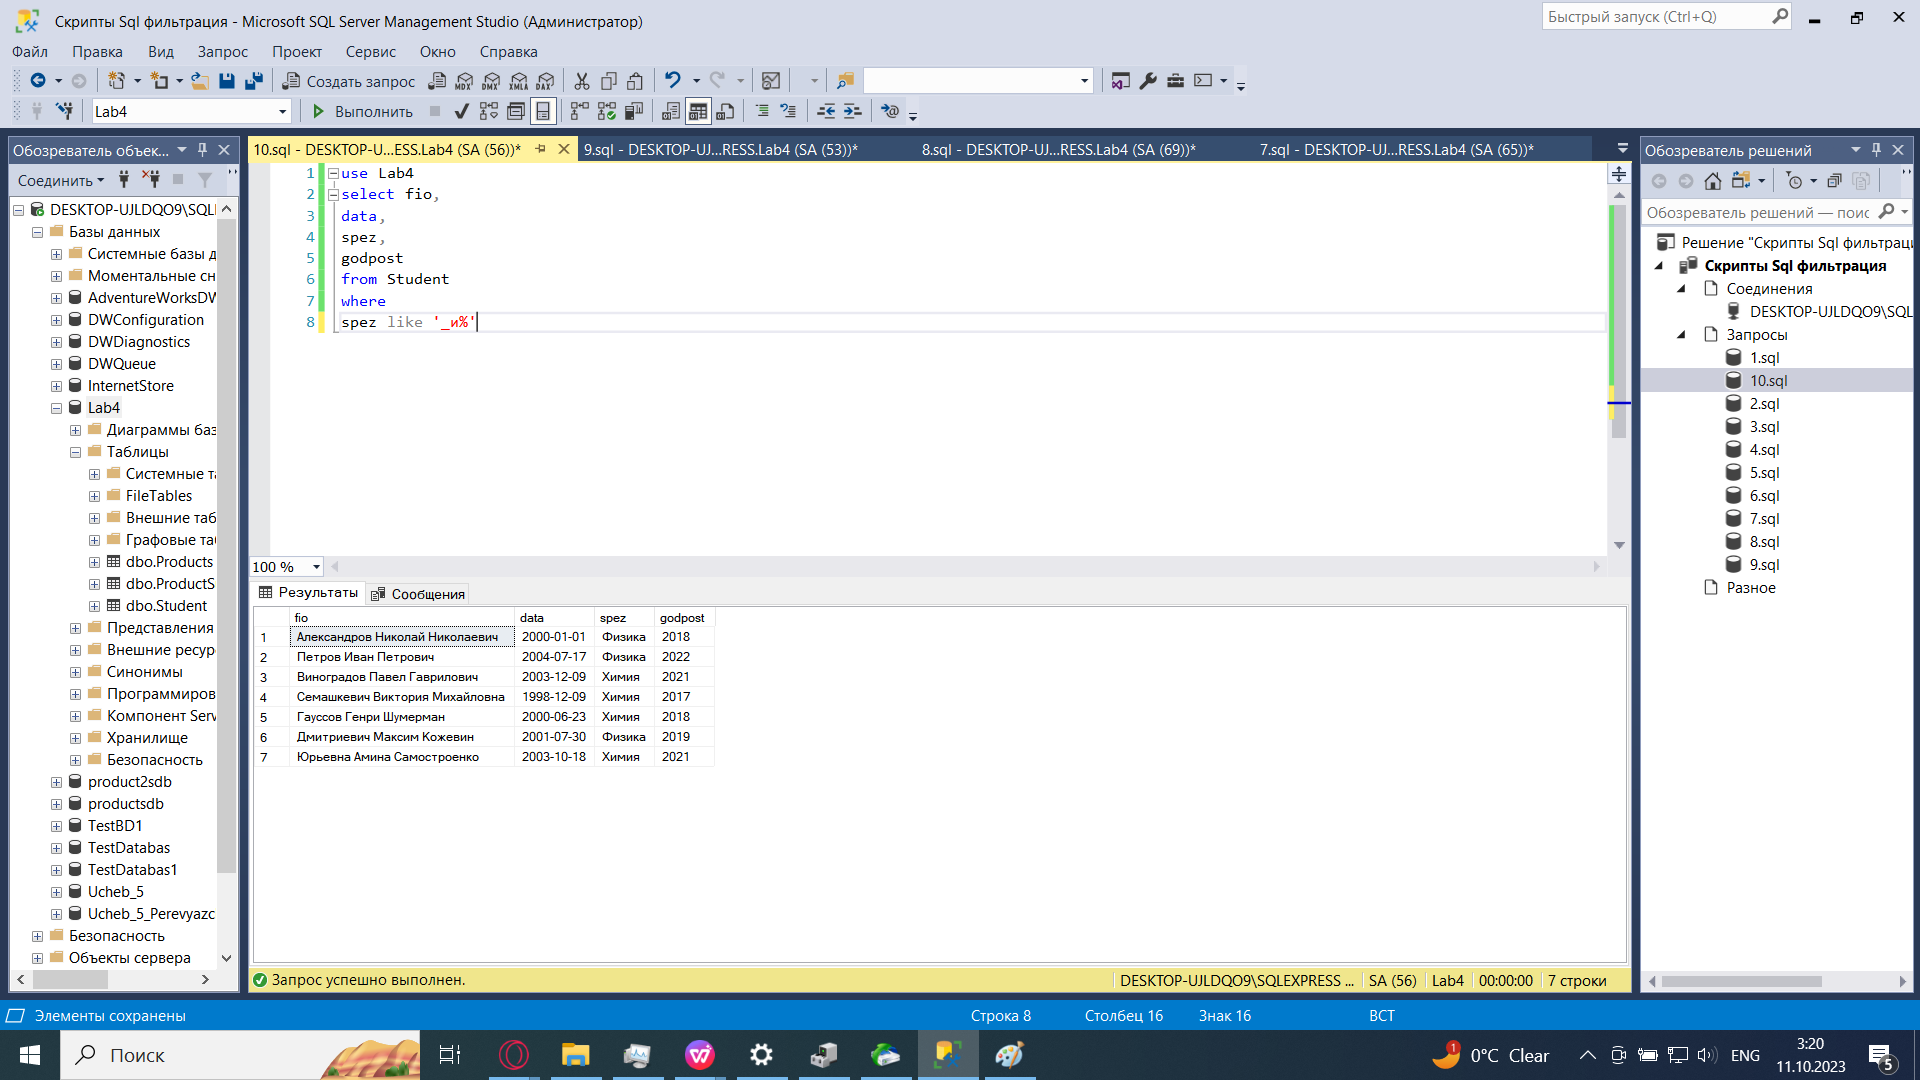 Скрипты Sql фильтрация - Microsoft SQL Server Management Studio (Администратор)
Быстрый запуск (Ctrl+Q)
Файл Правка Вид Запрос Проект Сервис Окно Справка
Создать запрос
MDX DMX XMLA DAX
Lab4
Выполнить
Обозреватель объек...
Соединить
DESKTOP-UJLDQO9\SQLI
Базы данных
Системные базы д
Моментальные сн
AdventureWorksDW
DWConfiguration
DWDiagnostics
DWQueue
InternetStore
Lab4
Диаграммы баз
Таблицы
Системные та
FileTables
Внешние таб
Графовые таб
dbo.Products
dbo.ProductS
dbo.Student
Представления
Внешние ресур
Синонимы
Программиров
Компонент Serv
Хранилище
Безопасность
product2sdb
productsdb
TestBD1
TestDatabas
TestDatabas1
Ucheb_5
Ucheb_5_Perevyazc
Безопасность
Объекты сервера
10.sql - DESKTOP-U...ESS.Lab4 (SA (56))*
9.sql - DESKTOP-UJ...RESS.Lab4 (SA (53))*
8.sql - DESKTOP-UJ...RESS.Lab4 (SA (69))*
7.sql - DESKTOP-UJ...RESS.Lab4 (SA (65))*
1 use Lab4
2 select fio,
3 data,
4 spez,
5 godpost
6 from Student
7 where
8 spez like '_и%'
100 %
Результаты Сообщения
fio data spez godpost
1 Александров Николай Николаевич 2000-01-01 Физика 2018
2 Петров Иван Петрович 2004-07-17 Физика 2022
3 Виноградов Павел Гаврилович 2003-12-09 Химия 2021
4 Семашкевич Виктория Михайловна 1998-12-09 Химия 2017
5 Гауссов Генри Шумерман 2000-06-23 Химия 2018
6 Дмитриевич Максим Кожевин 2001-07-30 Физика 2019
7 Юрьевна Амина Самостроенко 2003-10-18 Химия 2021
Запрос успешно выполнен.
DESKTOP-UJLDQO9\SQLEXPRESS ... SA (56) Lab4 00:00:00 7 строки
Обозреватель решений
Обозреватель решений — поис
Решение "Скрипты Sql фильтраци
Скрипты Sql фильтрация
Соединения
DESKTOP-UJLDQO9\SQL
Запросы
1.sql
10.sql
2.sql
3.sql
4.sql
5.sql
6.sql
7.sql
8.sql
9.sql
Разное
Элементы сохранены
Строка 8 Столбец 16 Знак 16 ВСТ
Поиск
1
0°C Clear
ENG
3:20
11.10.2023
5